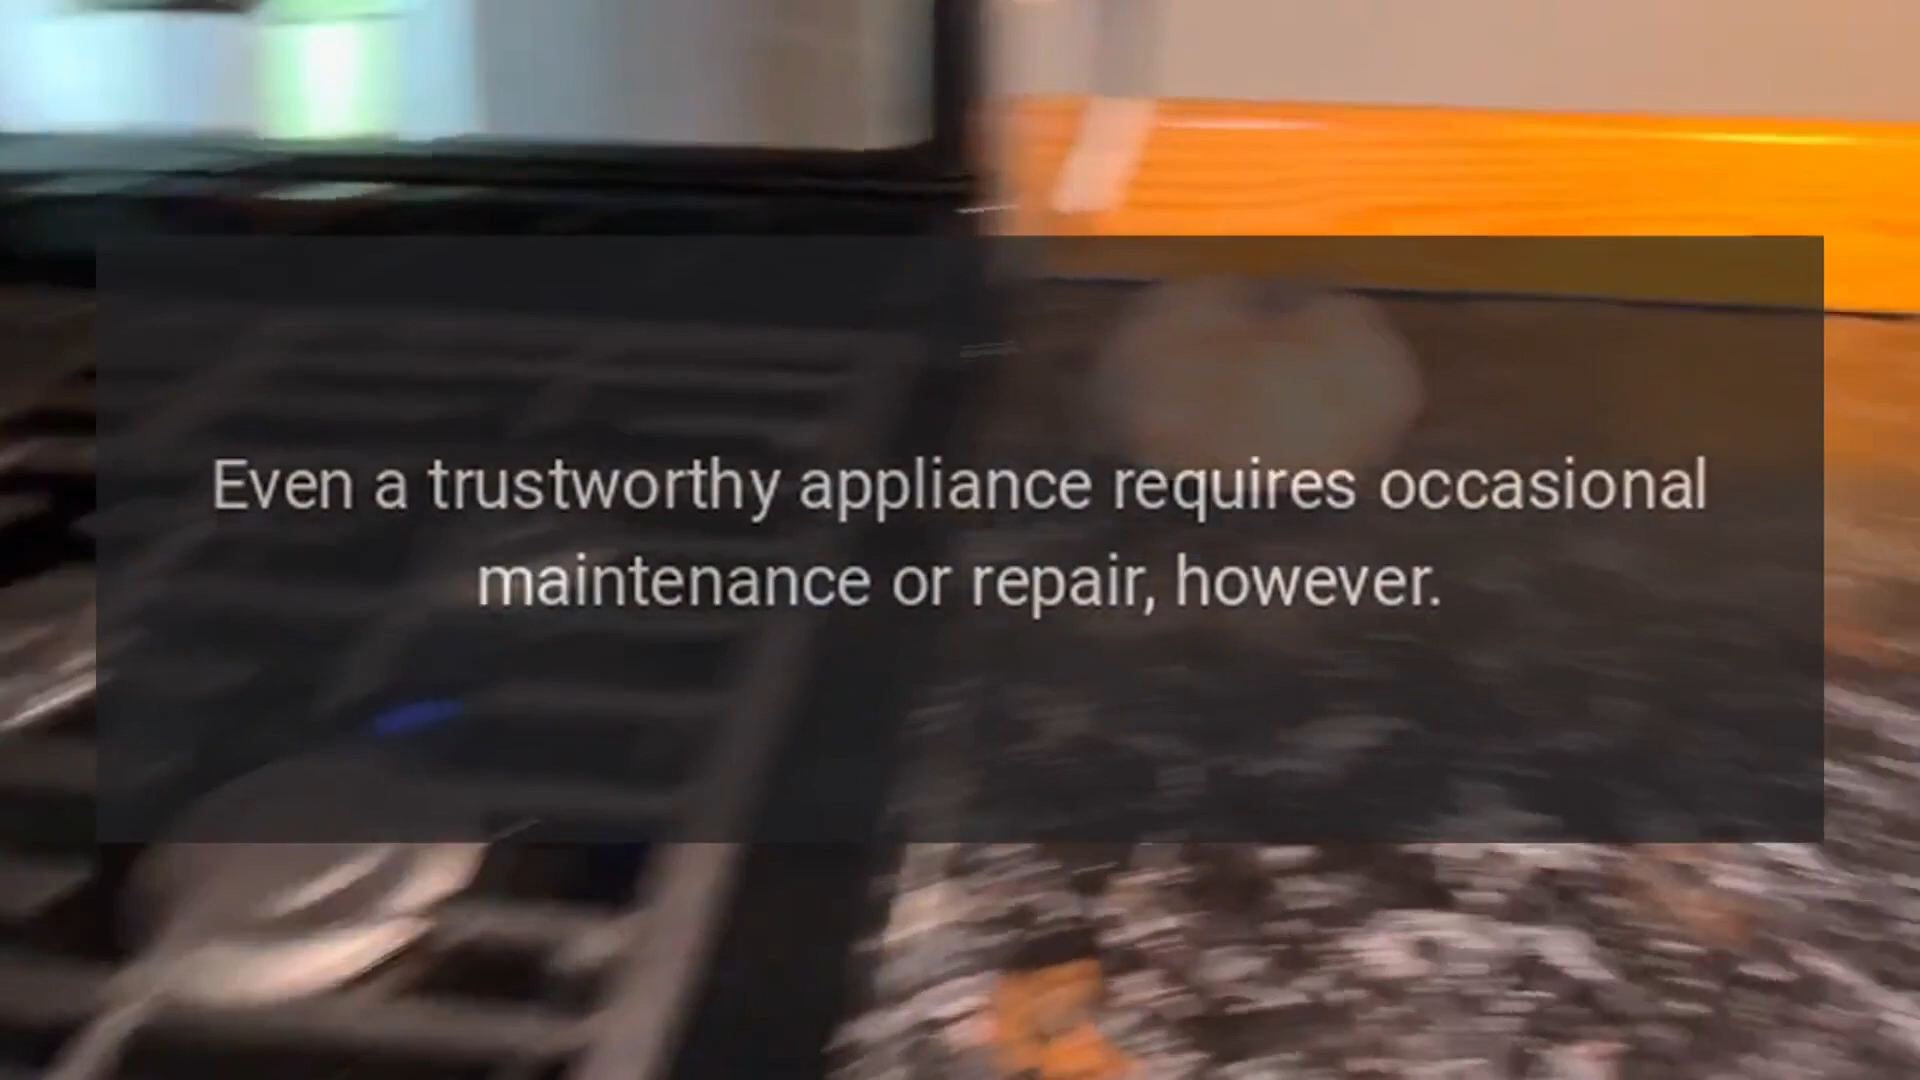 Even a trustworthy appliance requires occasional
maintenance or repair, however.